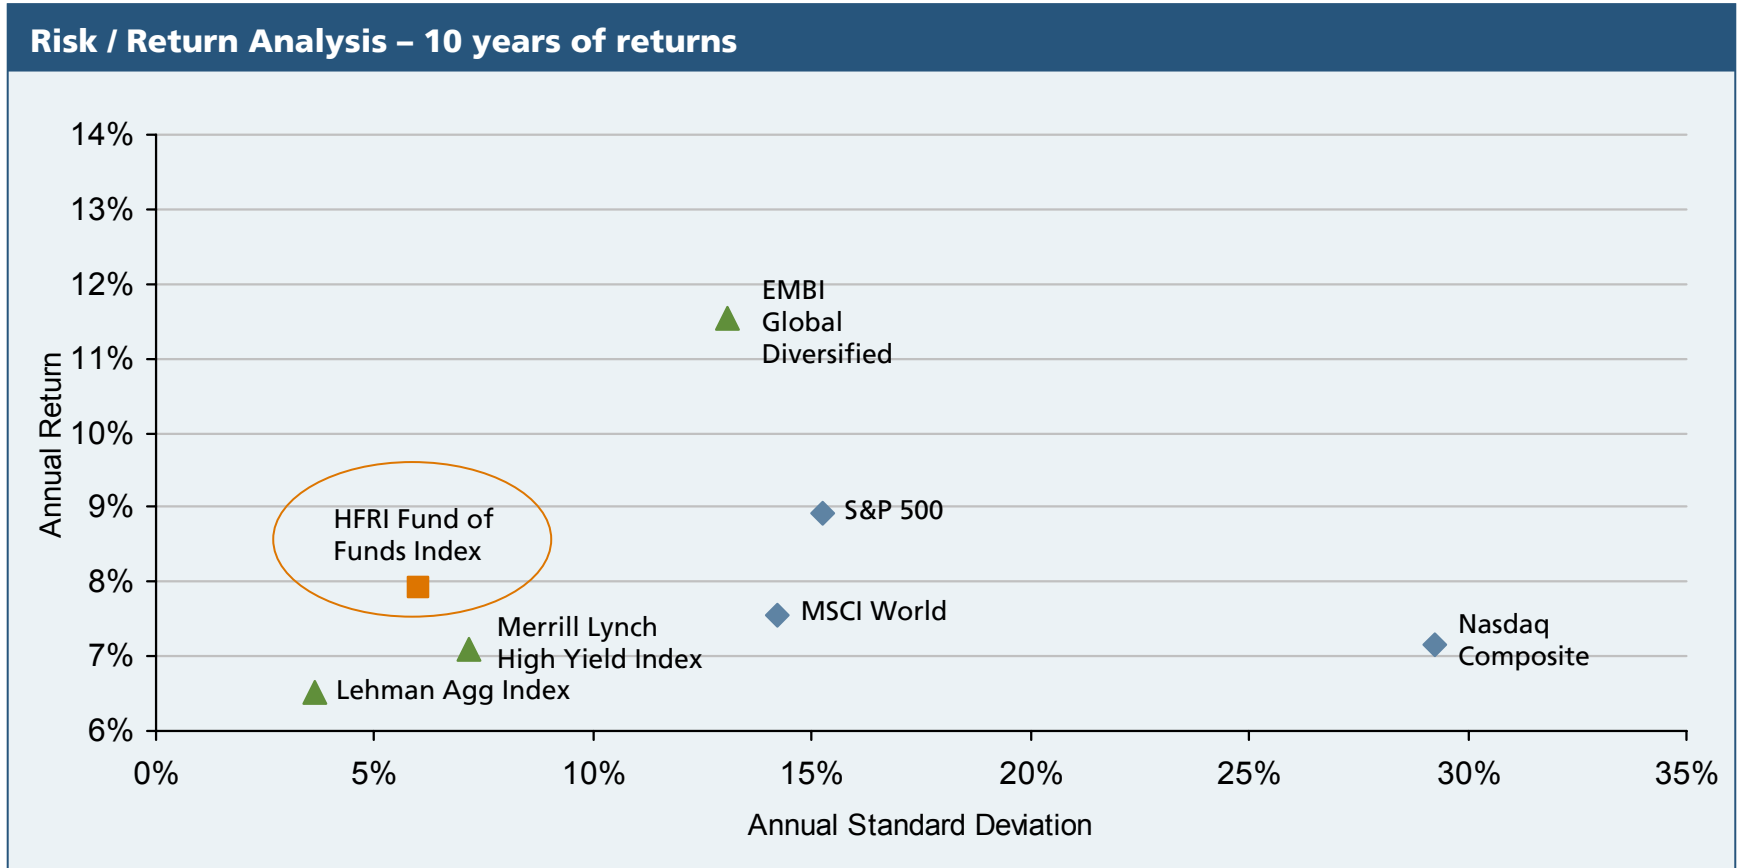 Risk / Return Analysis – 10 years of returns
14%
13%
12%
11%
10%
9%
8%
7%
6%
Annual Return
EMBI
Global
Diversified
HFRI Fund of
Funds Index
S&P 500
MSCI World
Merrill Lynch
High Yield Index
Lehman Agg Index
Nasdaq
Composite
0% 5% 10% 15% 20% 25% 30% 35%
Annual Standard Deviation